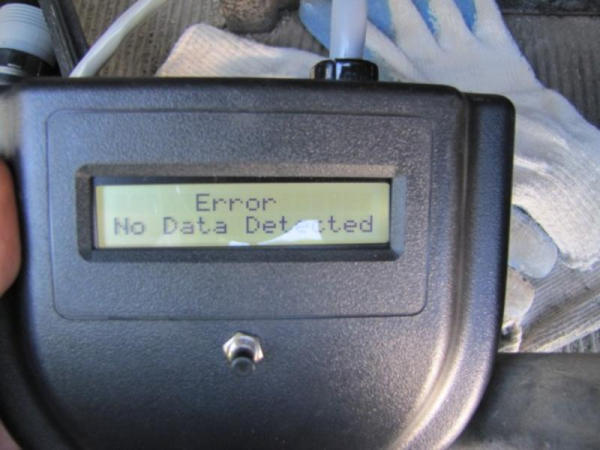 Error
No Data Detected